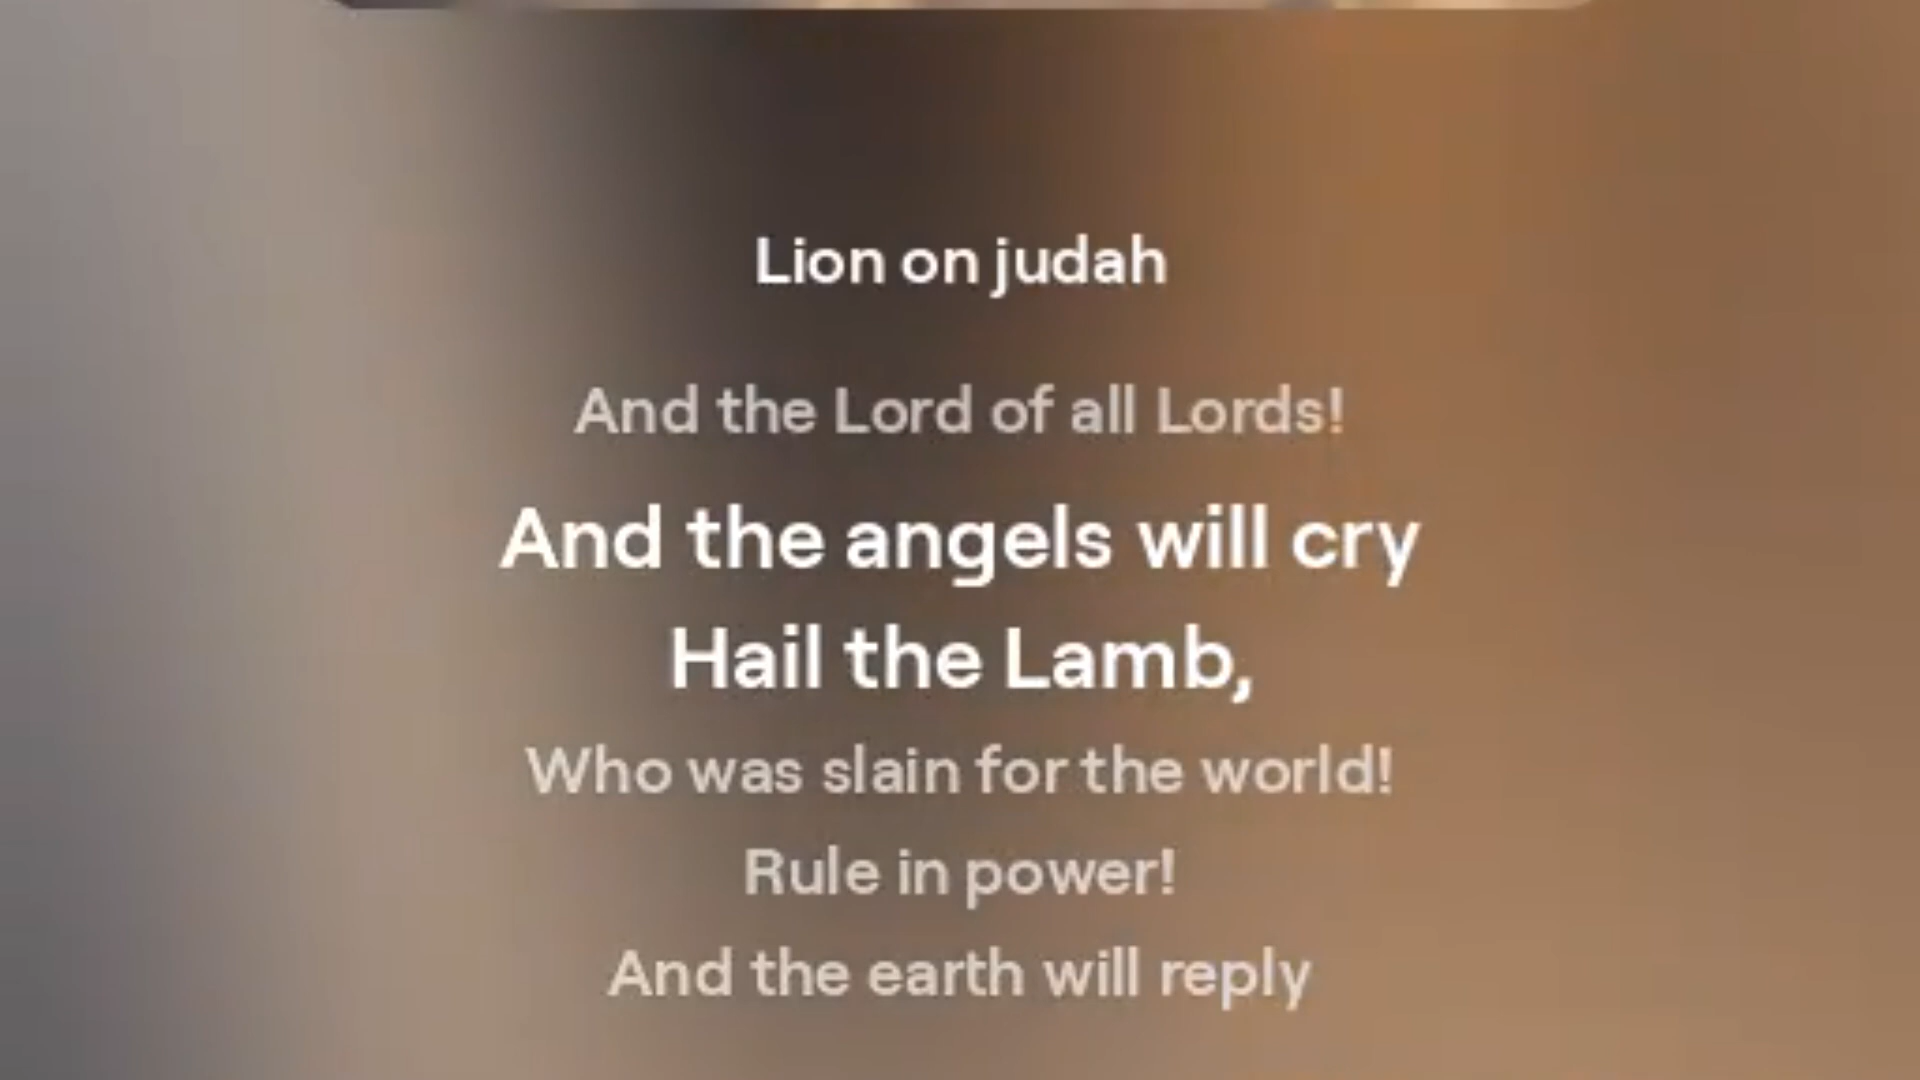 Lion on judah
And the Lord of all Lords!
And the angels will cry
Hail the Lamb,
Who was slain for the world!
Rule in power!
And the earth will reply